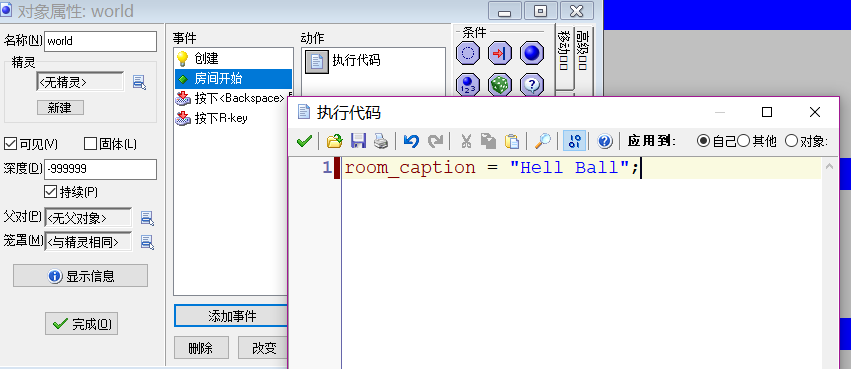 对象属性: world
名称(N) world
精灵
<无精灵>
新建
可见(V) 固体(L)
深度(D) -999999
持续(P)
父对(P) <无父对象>
笼罩(M) <与精灵相同>
显示信息
完成(O)
事件
创建
房间开始
按下<Backspace>
按下R-key
添加事件
删除 改变
动作
执行代码
条件
移动
高级
执行代码
应用到: 自己 其他 对象:
1 room_caption = "Hell Ball";